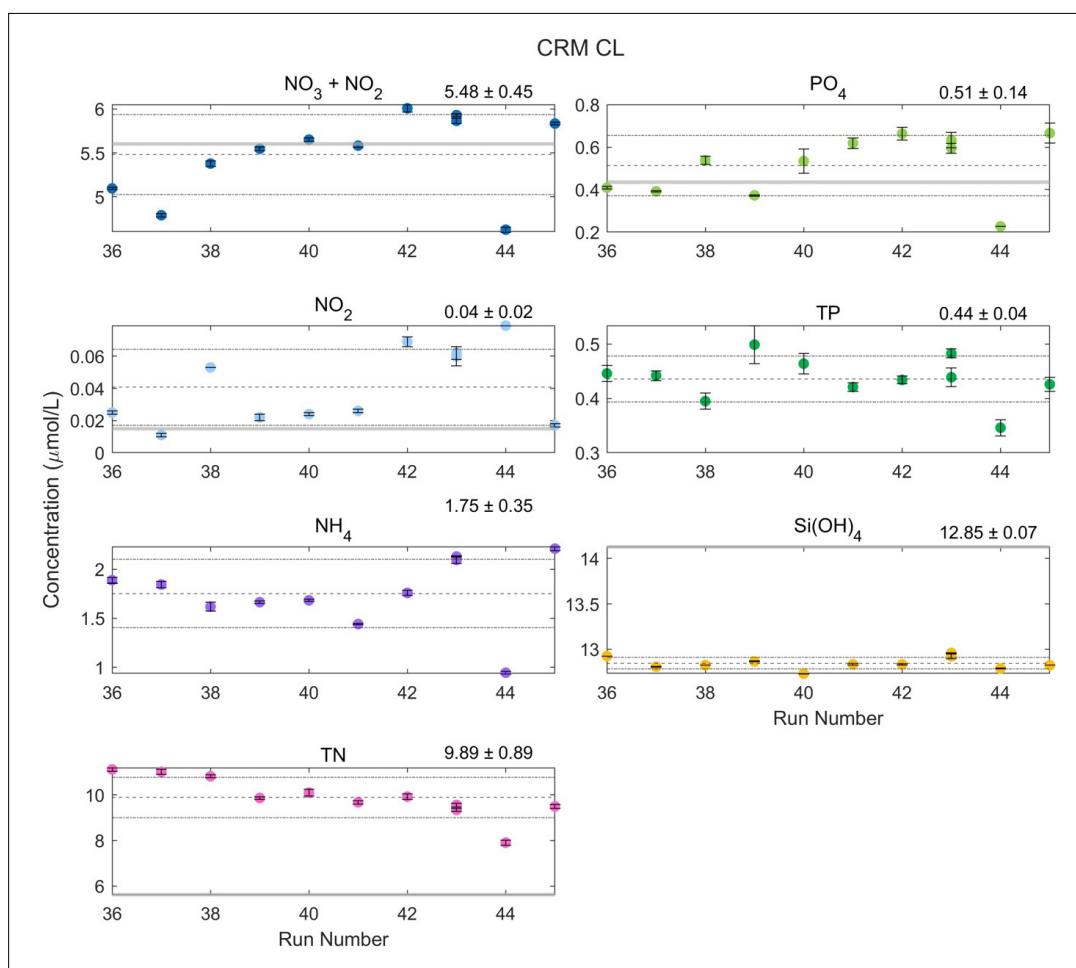 CRM CL
NO3 + NO2
5.48 ± 0.45
6
5.5
5
36 38 40 42 44
PO4
0.51 ± 0.14
0.8
0.6
0.4
0.2
36 38 40 42 44
NO2
0.04 ± 0.02
0.06
0.04
0.02
0
36 38 40 42 44
TP
0.44 ± 0.04
0.5
0.4
0.3
36 38 40 42 44
Concentration (μmol/L)
NH4
1.75 ± 0.35
2
1.5
1
36 38 40 42 44
Si(OH)4
12.85 ± 0.07
14
13.5
13
36 38 40 42 44
Run Number
TN
9.89 ± 0.89
10
8
6
36 38 40 42 44
Run Number